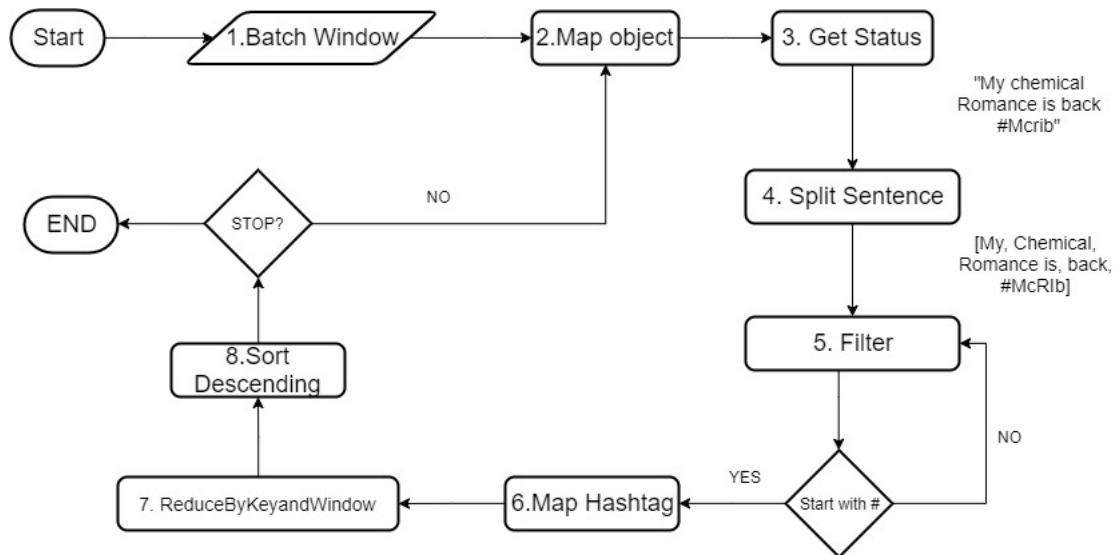 Start
1.Batch Window
2.Map object
3. Get Status
"My chemical
Romance is back
#Mcrib"
4. Split Sentence
[My, Chemical,
Romance is, back,
#McRIb]
5. Filter
NO
Start with #
YES
6.Map Hashtag
7. ReduceByKeyandWindow
8.Sort
Descending
STOP?
NO
END